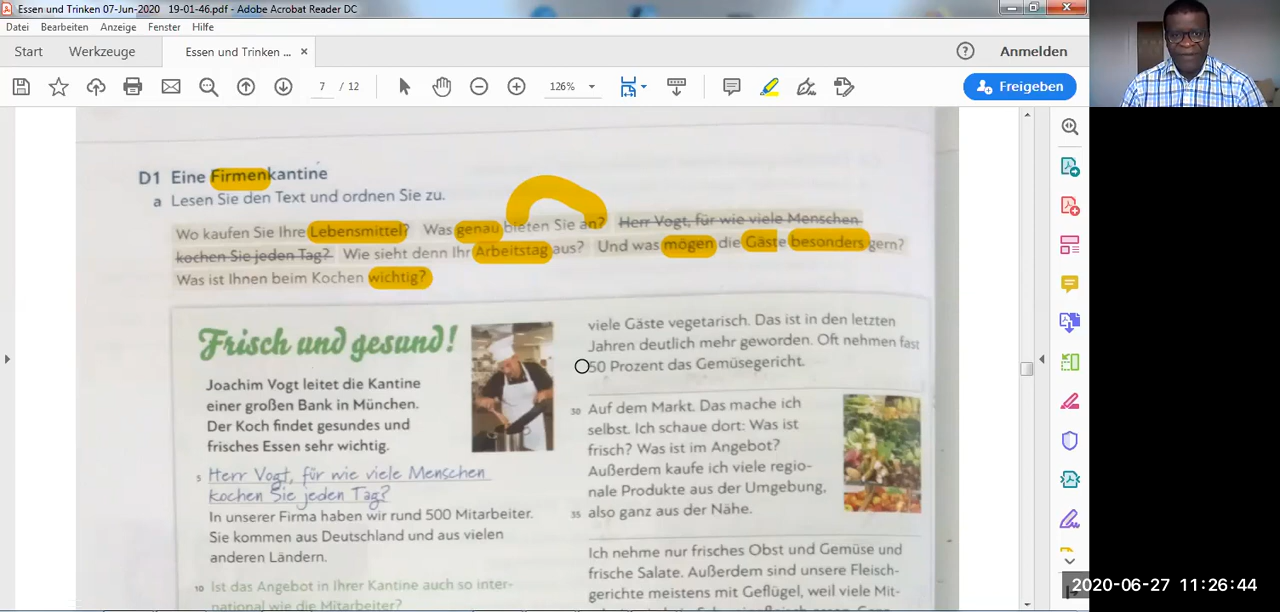 Essen und Trinken 07-Jun-2020 19-01-46.pdf - Adobe Acrobat Reader DC
Datei Bearbeiten Anzeige Fenster Hilfe
Start Werkzeuge Essen und Trinken ... × ? Anmelden
7 / 12 126% Freigeben
D1 Eine Firmenkantine
a Lesen Sie den Text und ordnen Sie zu.
Wo kaufen Sie Ihre Lebensmittel? Was genau bieten Sie an? Herr Vogt, für wie viele Menschen
kochen Sie jeden Tag? Wie sieht denn Ihr Arbeitstag aus? Und was mögen die Gäste besonders gern?
Was ist Ihnen beim Kochen wichtig?
Frisch und gesund!
Joachim Vogt leitet die Kantine
einer großen Bank in München.
Der Koch findet gesundes und
frisches Essen sehr wichtig.
5 Herr Vogt, für wie viele Menschen
kochen Sie jeden Tag?
In unserer Firma haben wir rund 500 Mitarbeiter.
Sie kommen aus Deutschland und aus vielen
anderen Ländern.
10 Ist das Angebot in Ihrer Kantine auch so inter-
national wie die Mitarbeiter?
viele Gäste vegetarisch. Das ist in den letzten
Jahren deutlich mehr geworden. Oft nehmen fast
50 Prozent das Gemüsegericht.
30 Auf dem Markt. Das mache ich
selbst. Ich schaue dort: Was ist
frisch? Was ist im Angebot?
Außerdem kaufe ich viele regio-
nale Produkte aus der Umgebung,
35 also ganz aus der Nähe.
Ich nehme nur frisches Obst und Gemüse und
frische Salate. Außerdem sind unsere Fleisch-
gerichte meistens mit Geflügel, weil viele Mit-
2020-06-27 11:26:44